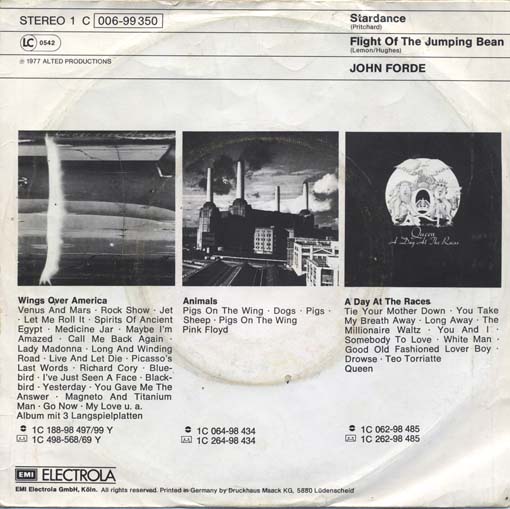 STEREO 1 C 006-99 350
LC 0542
℗ 1977 ALTED PRODUCTIONS
Stardance
(Pritchard)
Flight Of The Jumping Bean
(Lemon/Hughes)
JOHN FORDE
Queen
A Day At The Races
Wings Over America
Venus And Mars · Rock Show · Jet
· Let Me Roll It · Spirits Of Ancient
Egypt · Medicine Jar · Maybe I'm
Amazed · Call Me Back Again ·
Lady Madonna · Long And Winding
Road · Live And Let Die · Picasso's
Last Words · Richard Cory · Blue-
bird · I've Just Seen A Face · Black-
bird · Yesterday · You Gave Me The
Answer · Magneto And Titanium
Man · Go Now · My Love u. a.
Album mit 3 Langspielplatten
1C 188-98 497/99 Y
1C 498-568/69 Y
Animals
Pigs On The Wing · Dogs · Pigs ·
Sheep · Pigs On The Wing
Pink Floyd
1C 064-98 434
1C 264-98 434
A Day At The Races
Tie Your Mother Down · You Take
My Breath Away · Long Away · The
Millionaire Waltz · You And I ·
Somebody To Love · White Man ·
Good Old Fashioned Lover Boy ·
Drowse · Teo Torriatte
Queen
1C 062-98 485
1C 262-98 485
EMI ELECTROLA
EMI Electrola GmbH, Köln. All rights reserved. Printed in Germany by Druckhaus Maack KG, 5880 Lüdenscheid